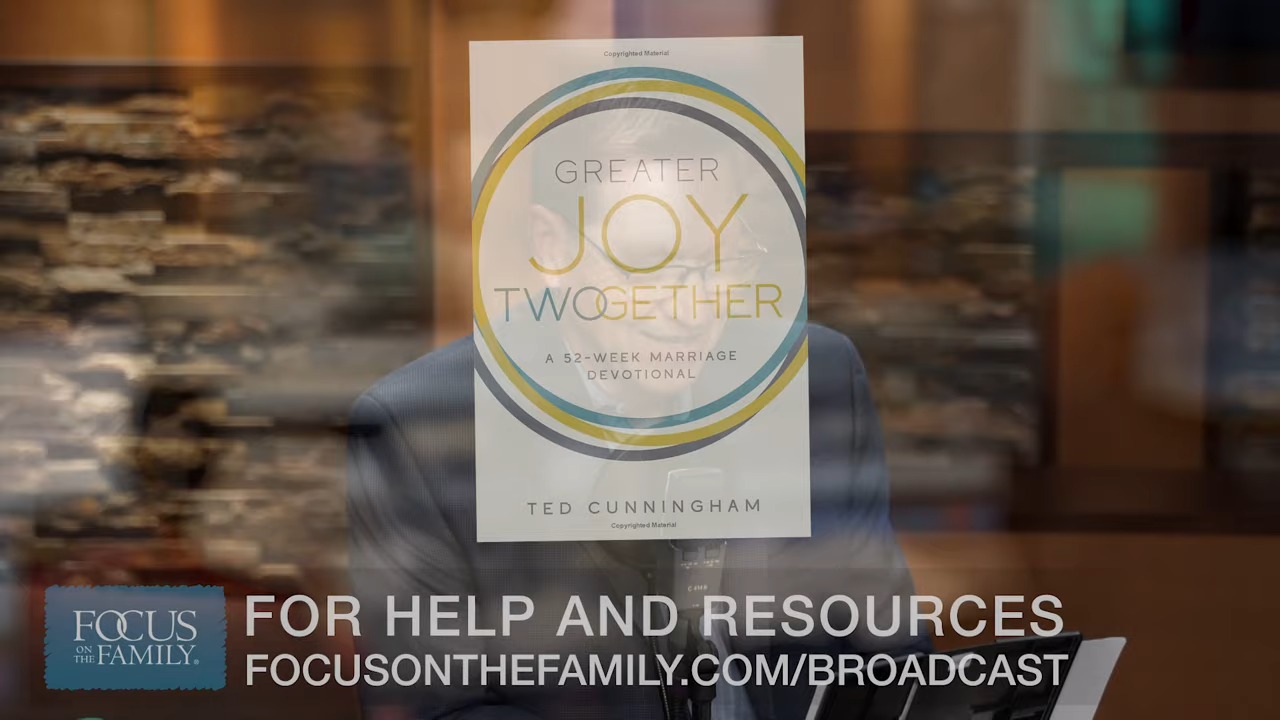 Copyrighted Material
GREATER
JOY
TWOGETHER
A 52-WEEK MARRIAGE
DEVOTIONAL
TED CUNNINGHAM
Copyrighted Material
FOCUS
ON THE
FAMILY®
FOR HELP AND RESOURCES
FOCUSONTHEFAMILY.COM/BROADCAST